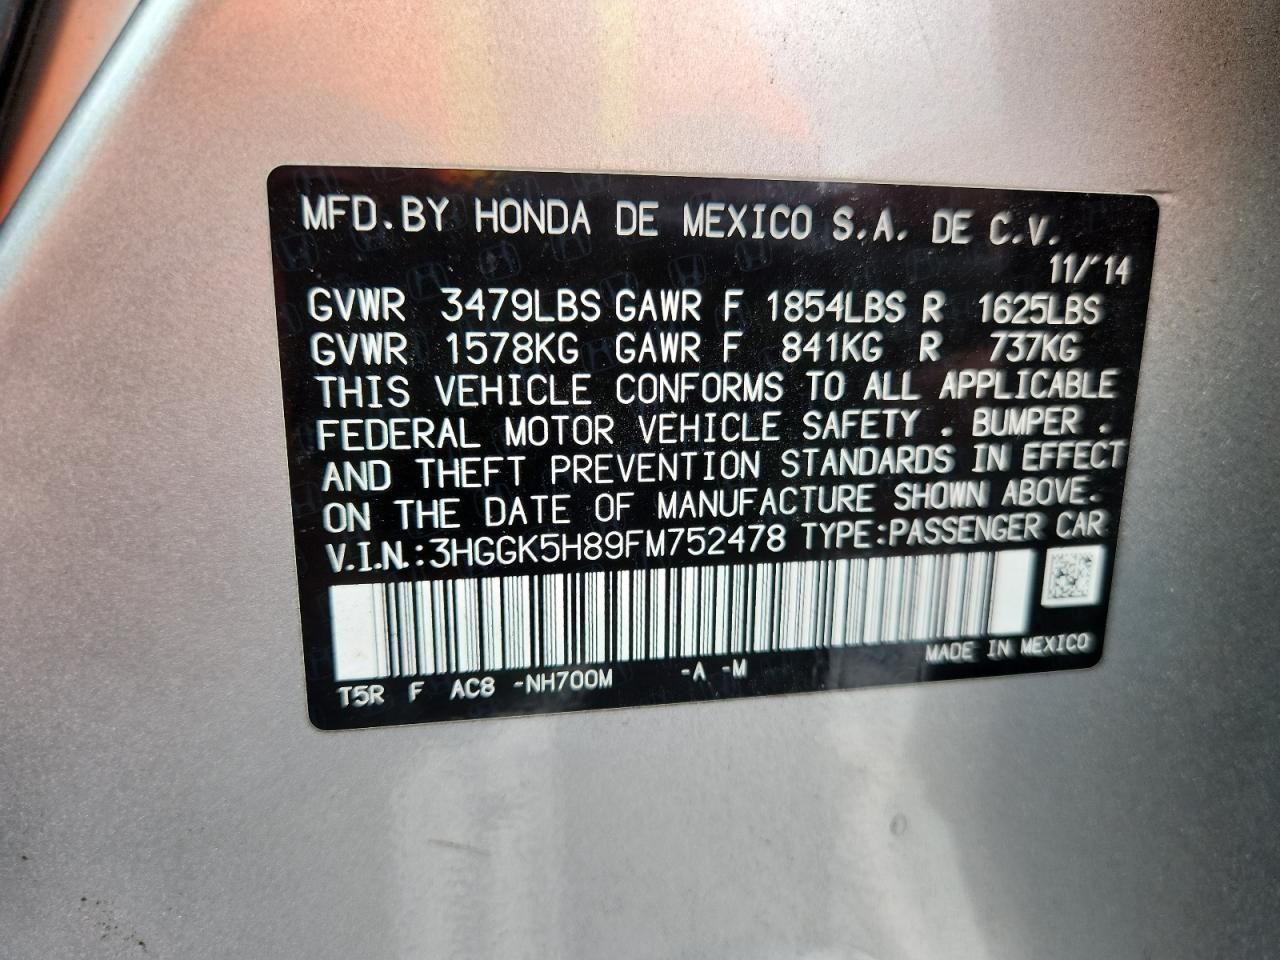 MFD.BY HONDA DE MEXICO S.A. DE C.V.
11/'14
GVWR 3479LBS GAWR F 1854LBS R 1625LBS
GVWR 1578KG GAWR F 841KG R 737KG
THIS VEHICLE CONFORMS TO ALL APPLICABLE
FEDERAL MOTOR VEHICLE SAFETY . BUMPER .
AND THEFT PREVENTION STANDARDS IN EFFECT
ON THE DATE OF MANUFACTURE SHOWN ABOVE.
V.I.N.:3HGGK5H89FM752478 TYPE:PASSENGER CAR
MADE IN MEXICO
T5R F AC8 -NH700M -A -M